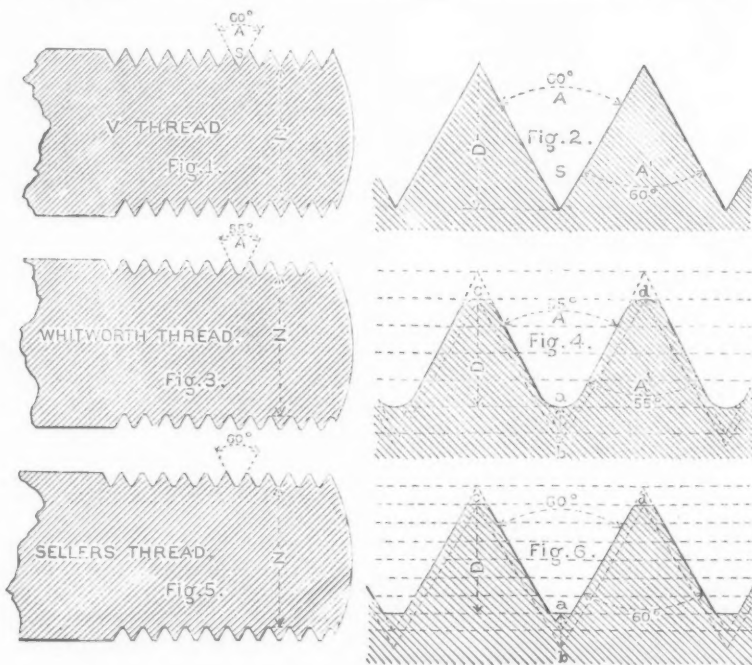 60°
A
S
V THREAD.
Fig.1.
N
60°
A
Fig.2.
D
S
A'
60°
55°
A
WHITWORTH THREAD.
Fig.3.
N
c
d
55°
A
Fig.4.
D
a
A'
55°
b
60°
SELLERS THREAD.
Fig.5.
N
d
60°
Fig.6.
D
a
60°
b